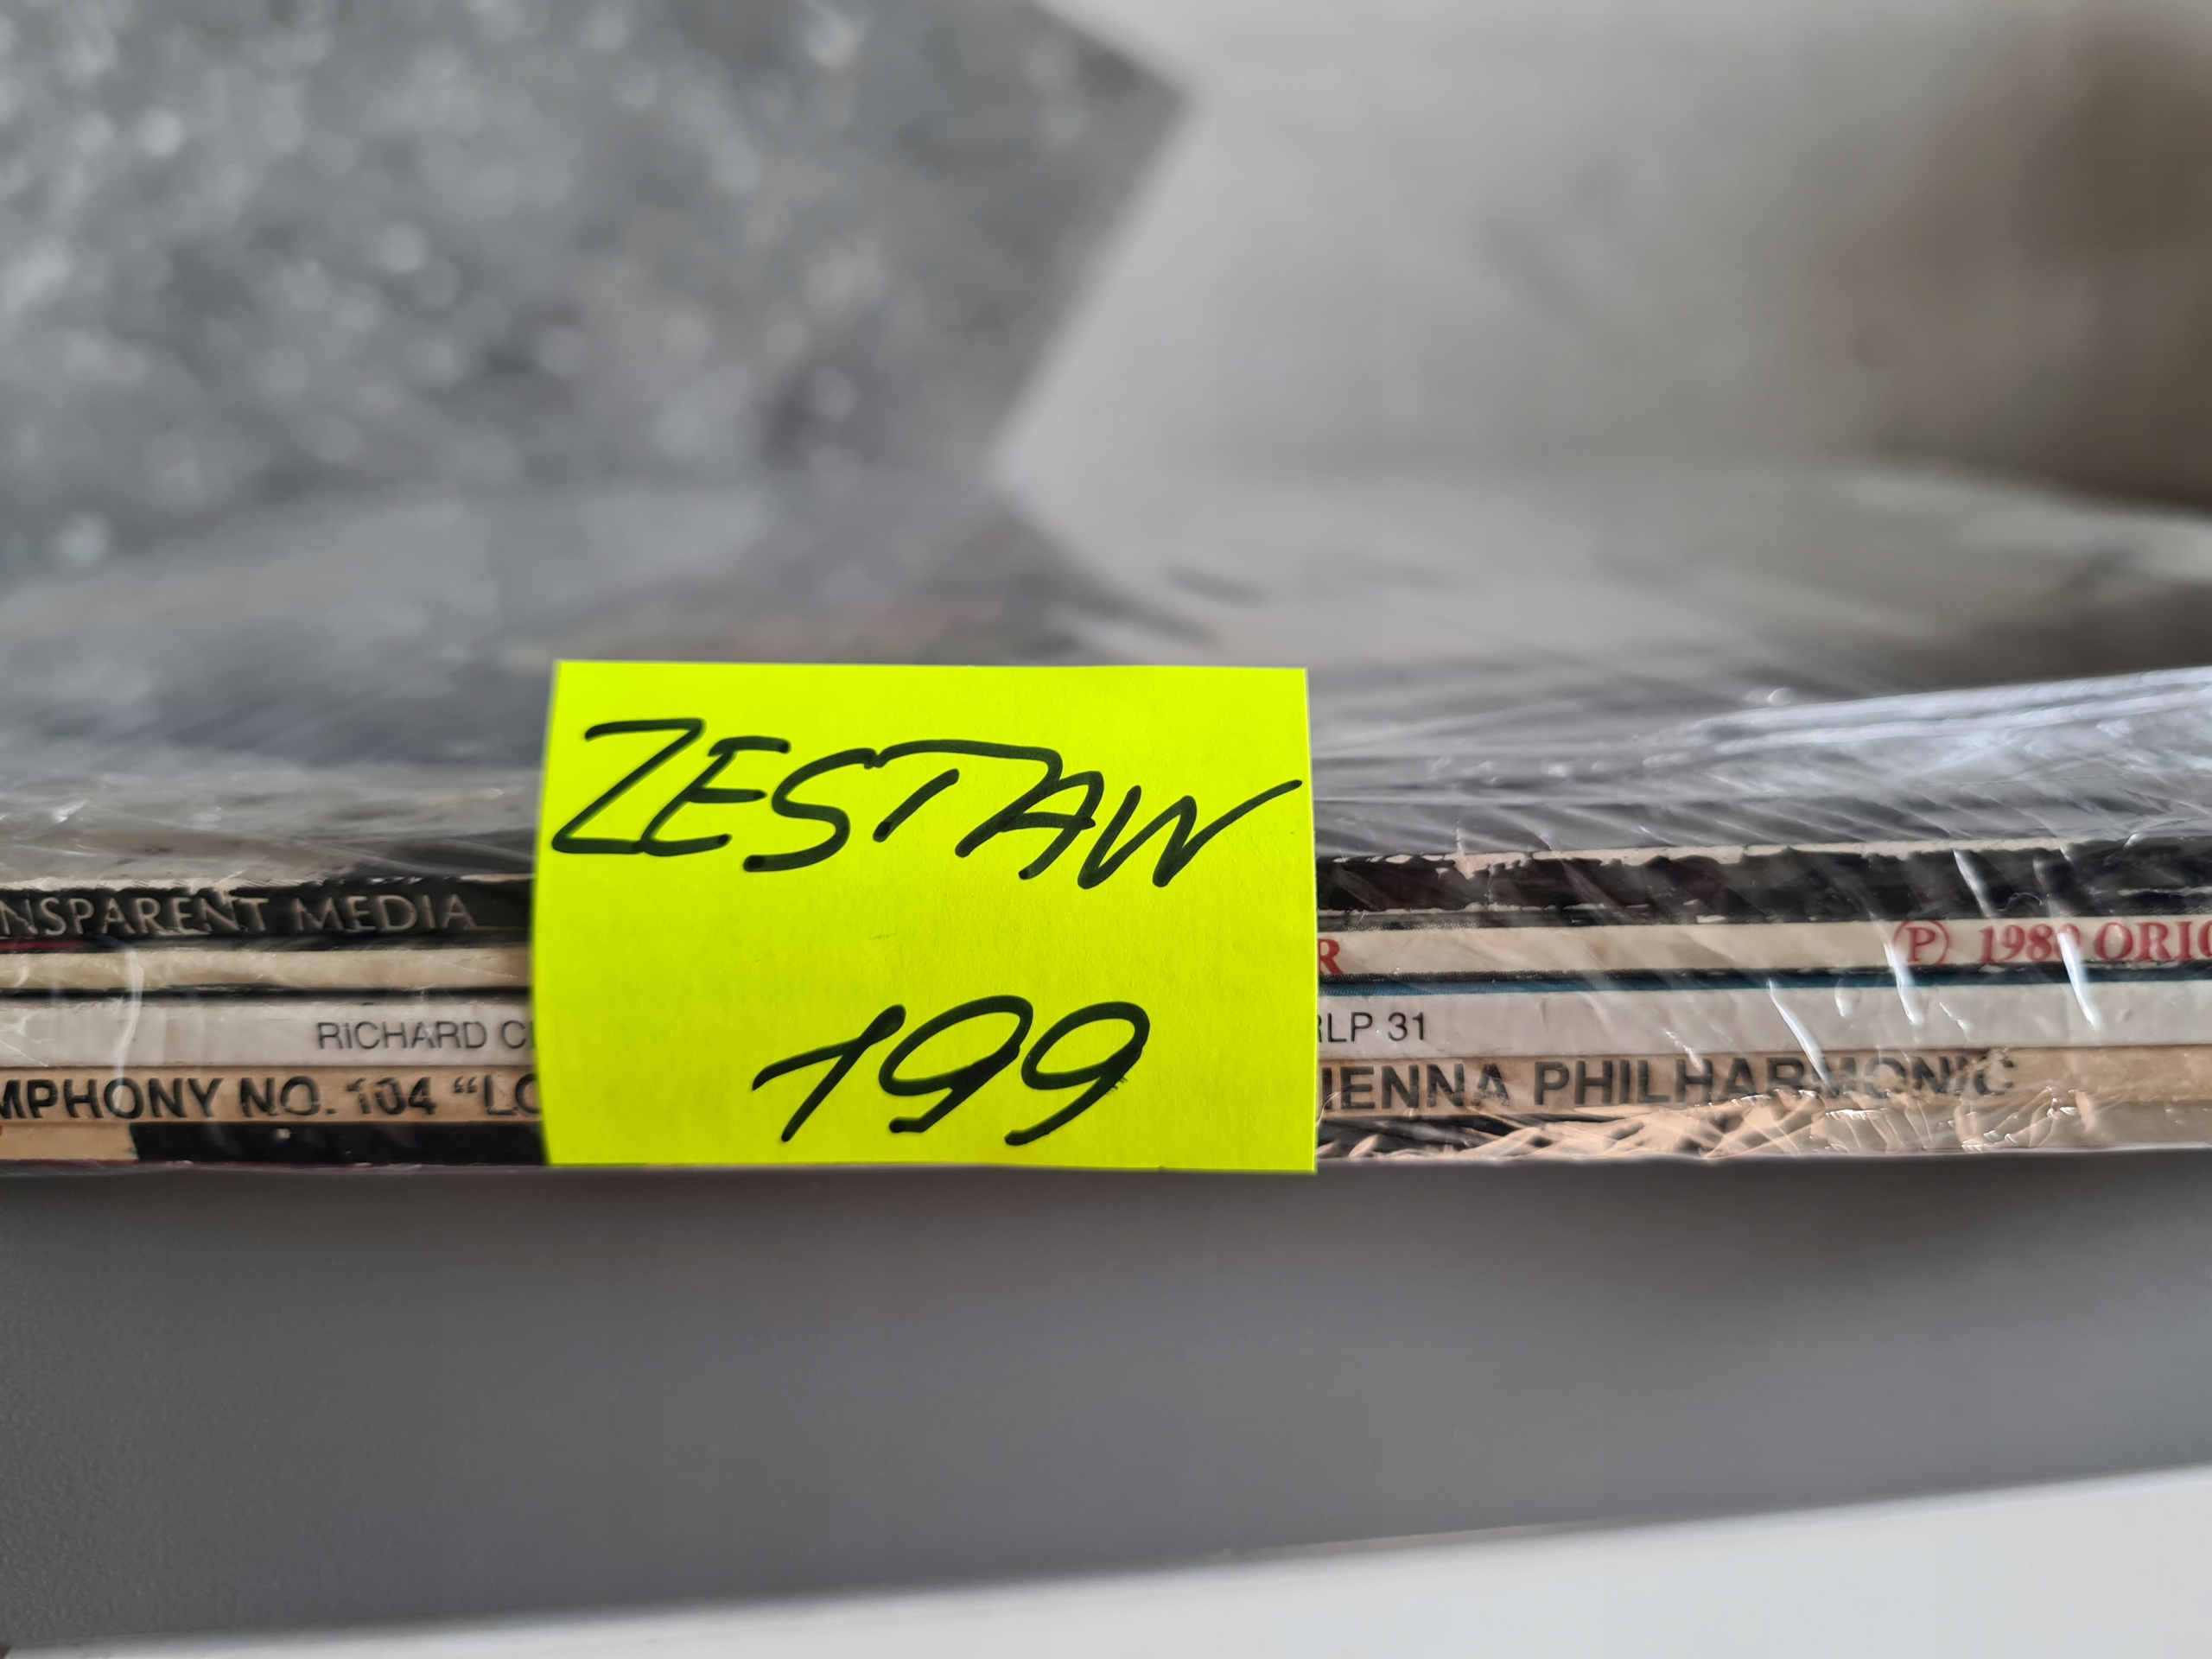 ZESTAW
199
NSPARENT MEDIA
R Ⓟ 1980 ORIG
RICHARD C RLP 31
MPHONY NO. 104 "LO IENNA PHILHARMONIC